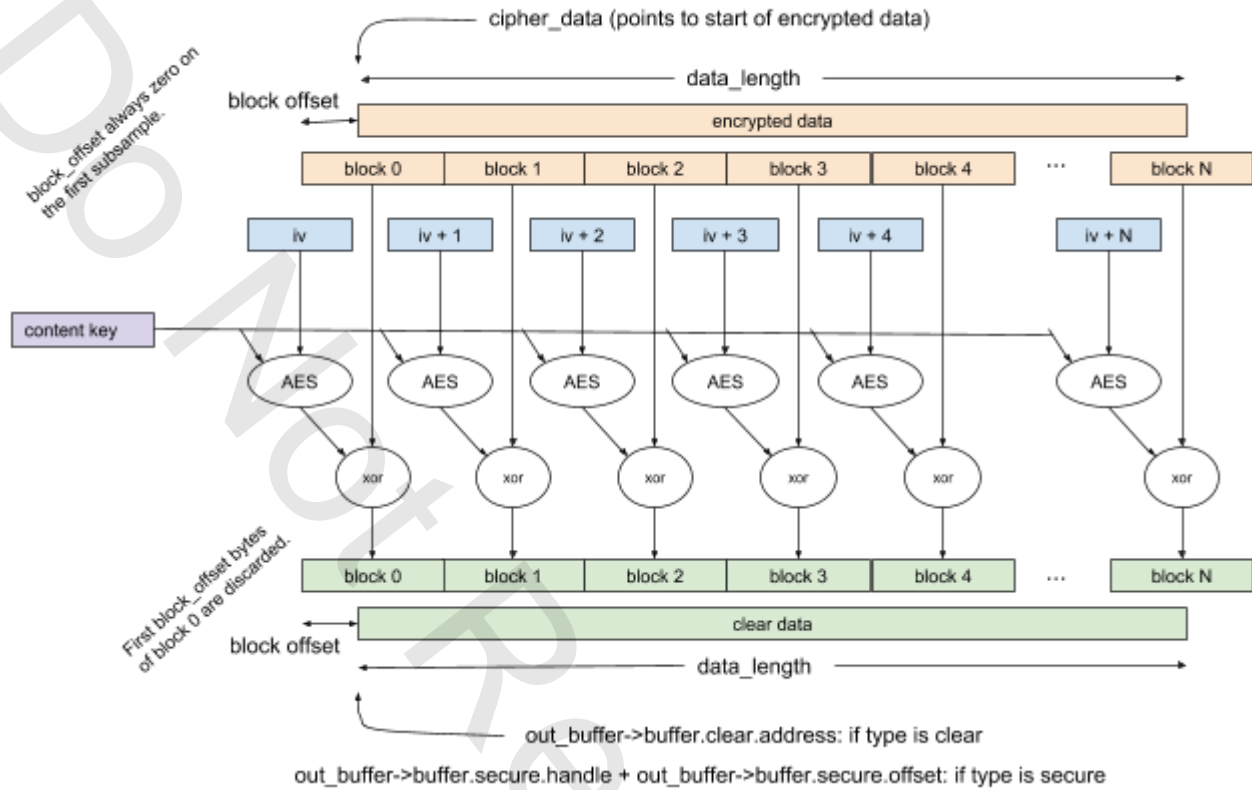 cipher_data (points to start of encrypted data)
block_offset always zero on
the first subsample.
data_length
block offset
encrypted data
block 0 block 1 block 2 block 3 block 4 ... block N
iv iv + 1 iv + 2 iv + 3 iv + 4 iv + N
content key
AES AES AES AES AES AES
xor xor xor xor xor xor
First block_offset bytes
of block 0 are discarded.
block 0 block 1 block 2 block 3 block 4 ... block N
clear data
block offset
data_length
out_buffer->buffer.clear.address: if type is clear
out_buffer->buffer.secure.handle + out_buffer->buffer.secure.offset: if type is secure
Do Not Re